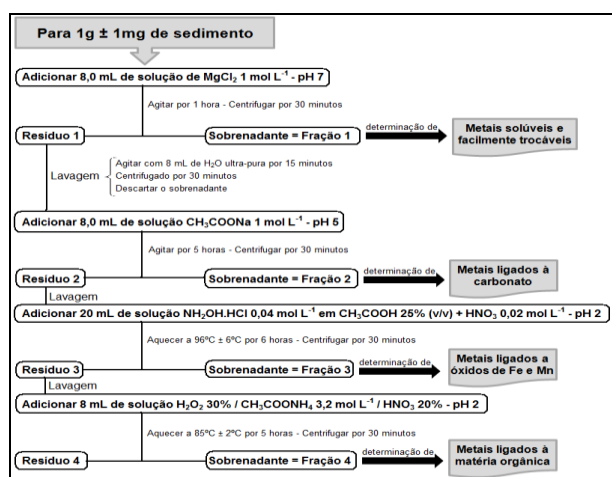 Para 1g ± 1mg de sedimento
Adicionar 8,0 mL de solução de MgCl₂ 1 mol L⁻¹ - pH 7
Agitar por 1 hora - Centrifugar por 30 minutos
Resíduo 1
Sobrenadante = Fração 1
determinação de
Metais solúveis e
facilmente trocáveis
Lavagem
Agitar com 8 mL de H₂O ultra-pura por 15 minutos
Centrifugado por 30 minutos
Descartar o sobrenadante
Adicionar 8,0 mL de solução CH₃COONa 1 mol L⁻¹ - pH 5
Agitar por 5 horas - Centrifugar por 30 minutos
Resíduo 2
Sobrenadante = Fração 2
determinação de
Metais ligados à
carbonato
Lavagem
Adicionar 20 mL de solução NH₂OH.HCl 0,04 mol L⁻¹ em CH₃COOH 25% (v/v) + HNO₃ 0,02 mol L⁻¹ - pH 2
Aquecer a 96ºC ± 6ºC por 6 horas - Centrifugar por 30 minutos
Resíduo 3
Sobrenadante = Fração 3
determinação de
Metais ligados a
óxidos de Fe e Mn
Lavagem
Adicionar 8 mL de solução H₂O₂ 30% / CH₃COONH₄ 3,2 mol L⁻¹ / HNO₃ 20% - pH 2
Aquecer a 85ºC ± 2ºC por 5 horas - Centrifugar por 30 minutos
Resíduo 4
Sobrenadante = Fração 4
determinação de
Metais ligados à
matéria orgânica